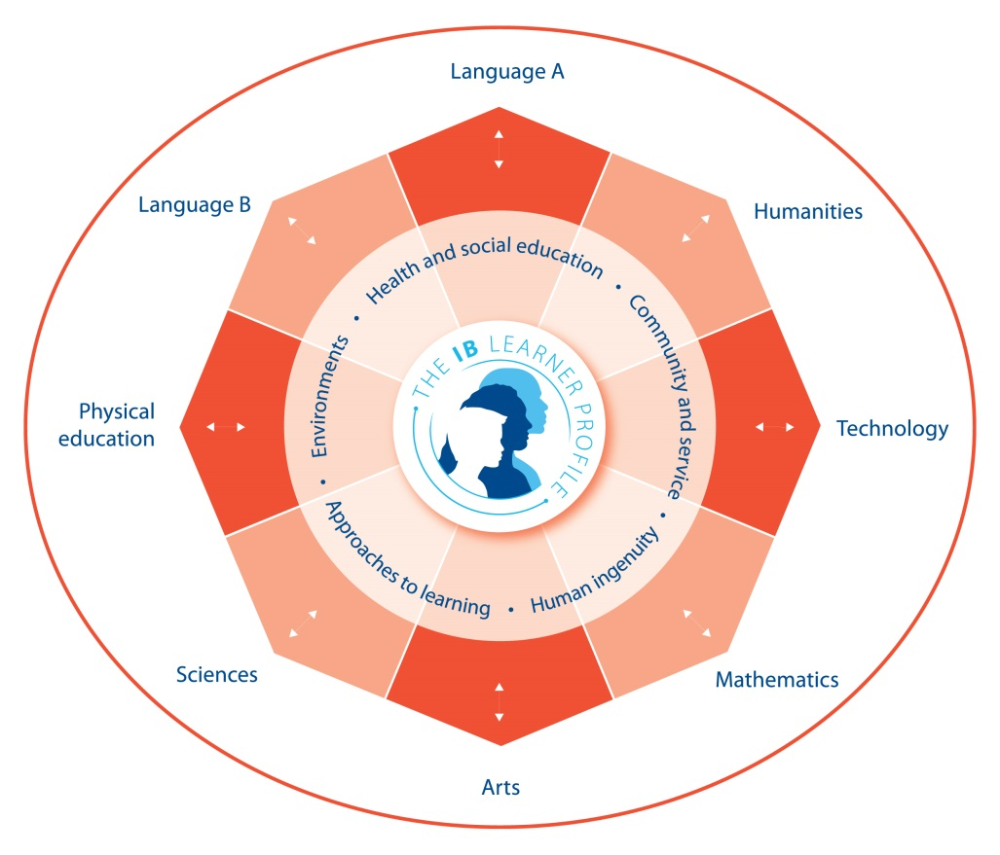 Language A
Language B
Humanities
Health and social education • Community and service • Human ingenuity • Approaches to learning • Environments •
THE IB LEARNER PROFILE
Physical
education
Technology
Sciences
Mathematics
Arts